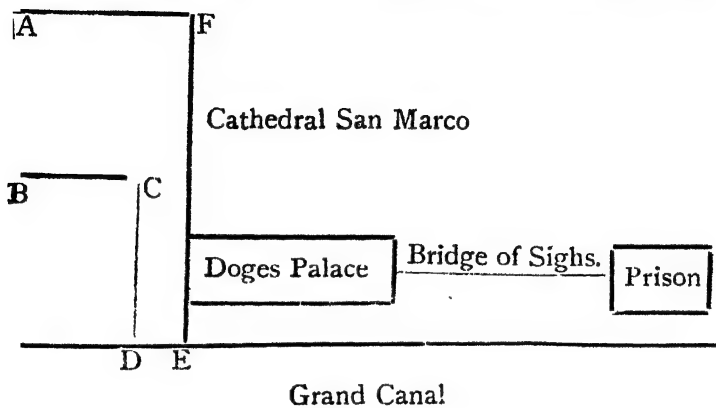 A F
Cathedral San Marco
B C
Doges Palace Bridge of Sighs. Prison
D E
Grand Canal